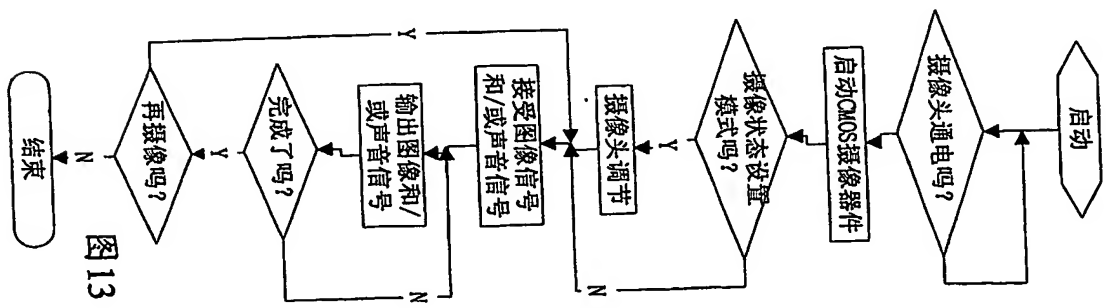 启动
摄像头通电吗?
启动CMOS摄像器件
摄像状态设置
模式吗?
N
Y
摄像头调节
接受图像信号
和/或声音信号
输出图像和/
或声音信号
完成了吗?
N
Y
再摄像吗?
Y
N
结束
图13